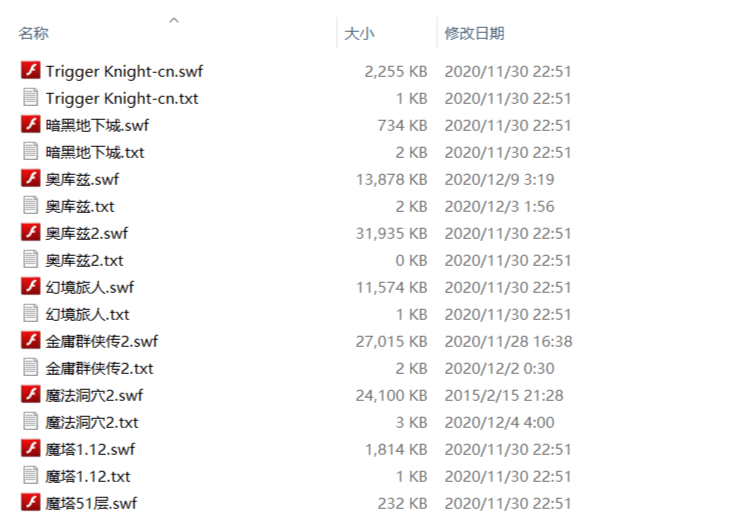 名称 大小 修改日期
Trigger Knight-cn.swf 2,255 KB 2020/11/30 22:51
Trigger Knight-cn.txt 1 KB 2020/11/30 22:51
暗黑地下城.swf 734 KB 2020/11/30 22:51
暗黑地下城.txt 2 KB 2020/11/30 22:51
奥库兹.swf 13,878 KB 2020/12/9 3:19
奥库兹.txt 2 KB 2020/12/3 1:56
奥库兹2.swf 31,935 KB 2020/11/30 22:51
奥库兹2.txt 0 KB 2020/11/30 22:51
幻境旅人.swf 11,574 KB 2020/11/30 22:51
幻境旅人.txt 1 KB 2020/11/30 22:51
金庸群侠传2.swf 27,015 KB 2020/11/28 16:38
金庸群侠传2.txt 2 KB 2020/12/2 0:30
魔法洞穴2.swf 24,100 KB 2015/2/15 21:28
魔法洞穴2.txt 3 KB 2020/12/4 4:00
魔塔1.12.swf 1,814 KB 2020/11/30 22:51
魔塔1.12.txt 1 KB 2020/11/30 22:51
魔塔51层.swf 232 KB 2020/11/30 22:51